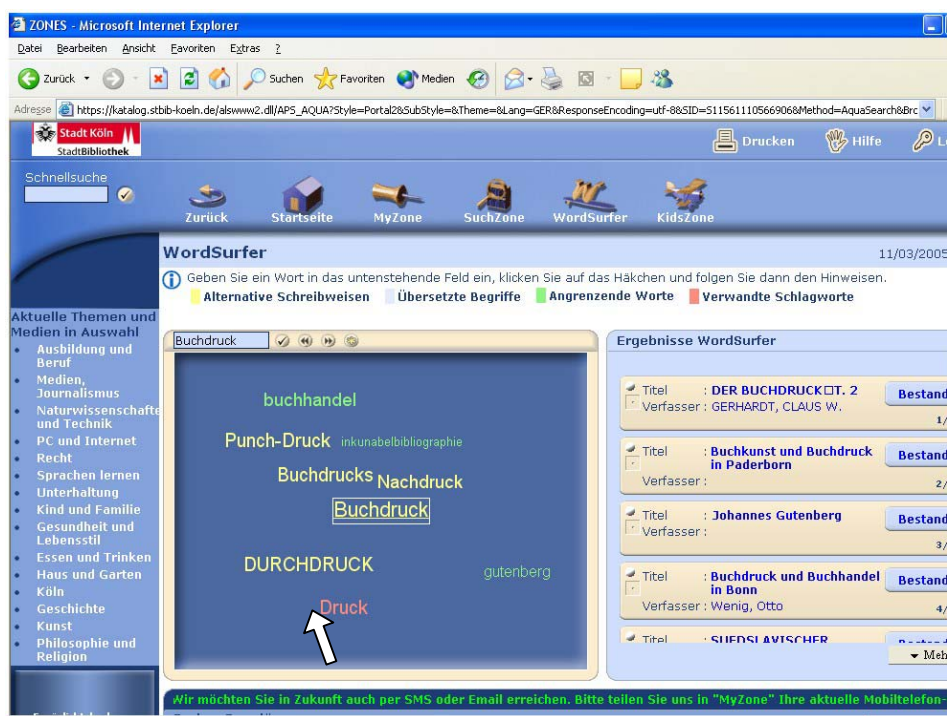 ZONES - Microsoft Internet Explorer
Datei Bearbeiten Ansicht Favoriten Extras ?
Zurück Suchen Favoriten Medien
Adresse https://katalog.stbib-koeln.de/alswww2.dll/APS_AQUA?Style=Portal2&SubStyle=&Theme=&Lang=GER&ResponseEncoding=utf-8&SID=S11561110566906&Method=AquaSearch&Brc
Stadt Köln
StadtBibliothek
Drucken Hilfe
Schnellsuche
Zurück Startseite MyZone SuchZone WordSurfer KidsZone
WordSurfer 11/03/2005
Geben Sie ein Wort in das untenstehende Feld ein, klicken Sie auf das Häkchen und folgen Sie dann den Hinweisen.
Alternative Schreibweisen Übersetzte Begriffe Angrenzende Worte Verwandte Schlagworte
Aktuelle Themen und
Medien in Auswahl
Ausbildung und
Beruf
Medien,
Journalismus
Naturwissenschafte
und Technik
PC und Internet
Recht
Sprachen lernen
Unterhaltung
Kind und Familie
Gesundheit und
Lebensstil
Essen und Trinken
Haus und Garten
Köln
Geschichte
Kunst
Philosophie und
Religion
Buchdruck
buchhandel
Punch-Druck inkunabelbibliographie
Buchdrucks Nachdruck
Buchdruck
DURCHDRUCK gutenberg
Druck
Ergebnisse WordSurfer
Titel : DER BUCHDRUCK□T. 2 Bestand
Verfasser : GERHARDT, CLAUS W.
1/
Titel : Buchkunst und Buchdruck Bestand
in Paderborn
Verfasser : 2/
Titel : Johannes Gutenberg Bestand
Verfasser :
3/
Titel : Buchdruck und Buchhandel Bestand
in Bonn
Verfasser : Wenig, Otto 4/
Titel : SUEDSLAVISCHER
Meh
Wir möchten Sie in Zukunft auch per SMS oder Email erreichen. Bitte teilen Sie uns in "MyZone" Ihre aktuelle Mobiltelefon-